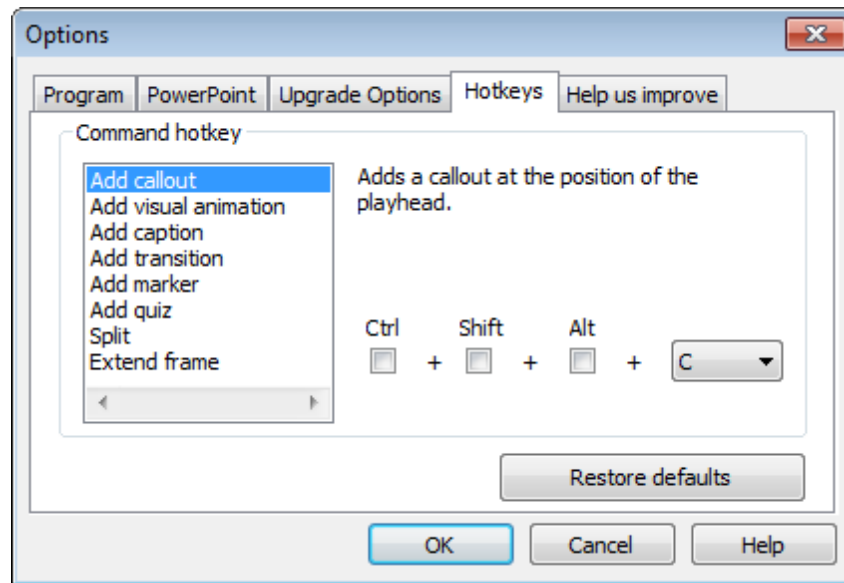 Options
Program PowerPoint Upgrade Options Hotkeys Help us improve
Command hotkey
Add callout
Add visual animation
Add caption
Add transition
Add marker
Add quiz
Split
Extend frame
Adds a callout at the position of the
playhead.
Ctrl Shift Alt
+ + + C
Restore defaults
OK Cancel Help